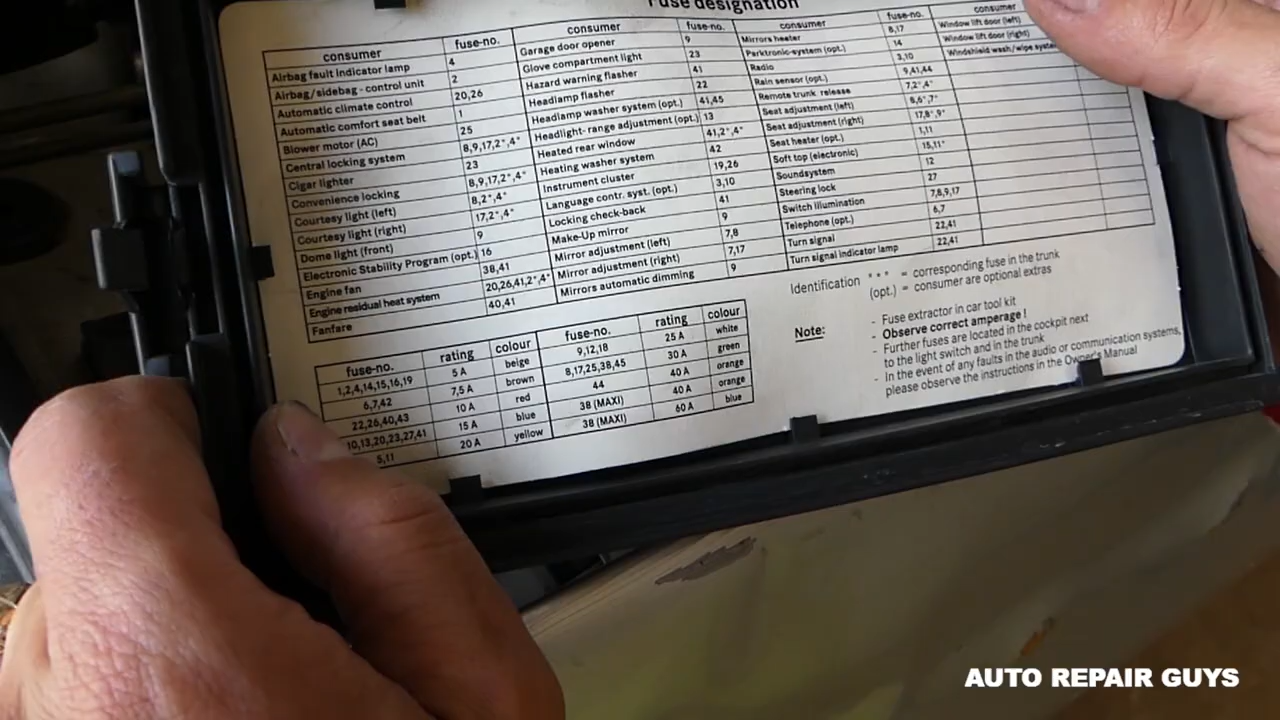 Fuse designation
consumer fuse-no. consumer fuse-no. consumer fuse-no. consumer
Airbag fault indicator lamp 4 Garage door opener 9 Mirrors heater 8,17 Window lift door (left)
Airbag/sidebag - control unit 2 Glove compartment light 23 Parktronic-system (opt.) 14 Window lift door (right)
Automatic climate control 20,26 Hazard warning flasher 41 Radio 3,10 Windshield wash/wipe system
Automatic comfort seat belt 1 Headlamp flasher 22 Rain sensor (opt.) 9,41,44
Blower motor (AC) 25 Headlamp washer system (opt.) 41,45 Remote trunk release 7,2*,4*
Central locking system 8,9,17,2*,4* Headlight-range adjustment (opt.) 13 Seat adjustment (left) 8,6*,7*
Cigar lighter 23 Heated rear window 41,2*,4* Seat adjustment (right) 17,8*,9*
Convenience locking 8,9,17,2*,4* Heating washer system 42 Seat heater (opt.) 1,11
Courtesy light (left) 8,2*,4* Instrument cluster 19,26 Soft top (electronic) 15,11*
Courtesy light (right) 17,2*,4* Language contr. syst. (opt.) 3,10 Soundsystem 12
Dome light (front) 9 Locking check-back 41 Steering lock 27
Electronic Stability Program (opt.) 16 Make-Up mirror 9 Switch illumination 7,8,9,17
Engine fan 38,41 Mirror adjustment (left) 7,8 Telephone (opt.) 6,7
Engine residual heat system 20,26,41,2*,4* Mirror adjustment (right) 7,17 Turn signal 22,41
Fanfare 40,41 Mirrors automatic dimming 9 Turn signal indicator lamp 22,41
fuse-no. rating colour fuse-no. rating colour
1,2,4,14,15,16,19 5 A beige 9,12,18 25 A white
6,7,42 7,5 A brown 8,17,25,38,45 30 A green
22,26,40,43 10 A red 44 40 A orange
10,13,20,23,27,41 15 A blue 38 (MAXI) 40 A orange
5,11 20 A yellow 38 (MAXI) 60 A blue
Identification * * * = corresponding fuse in the trunk
(opt.) = consumer are optional extras
Note: - Fuse extractor in car tool kit
- Observe correct amperage !
- Further fuses are located in the cockpit next
to the light switch and in the trunk
- In the event of any faults in the audio or communication systems,
please observe the instructions in the Owner's Manual
AUTO REPAIR GUYS